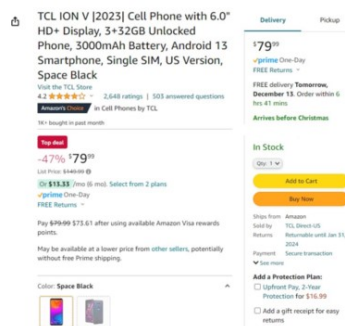 TCL ION V |2023| Cell Phone with 6.0"
HD+ Display, 3+32GB Unlocked
Phone, 3000mAh Battery, Android 13
Smartphone, Single SIM, US Version,
Space Black
Visit the TCL Store
4.2 2,648 ratings | 503 answered questions
Amazon's Choice in Cell Phones by TCL
1K+ bought in past month
Top deal
-47% $7999
List Price: $149.99
Or $13.33 /mo (6 mo). Select from 2 plans
prime One-Day
FREE Returns
Pay $79.99 $73.61 after using available Amazon Visa rewards
points.
May be available at a lower price from other sellers, potentially
without free Prime shipping.
Color: Space Black
Delivery
Pickup
$7999
prime One-Day
FREE Returns
FREE delivery Tomorrow,
December 13. Order within 6
hrs 41 mins
Arrives before Christmas
In Stock
Qty: 1
Add to Cart
Buy Now
Ships from Amazon
Sold by TCL Direct-US
Returns Returnable until Jan 31,
2024
Payment Secure transaction
See more
Add a Protection Plan:
Upfront Pay, 2-Year
Protection for $16.99
Add a gift receipt for easy
returns